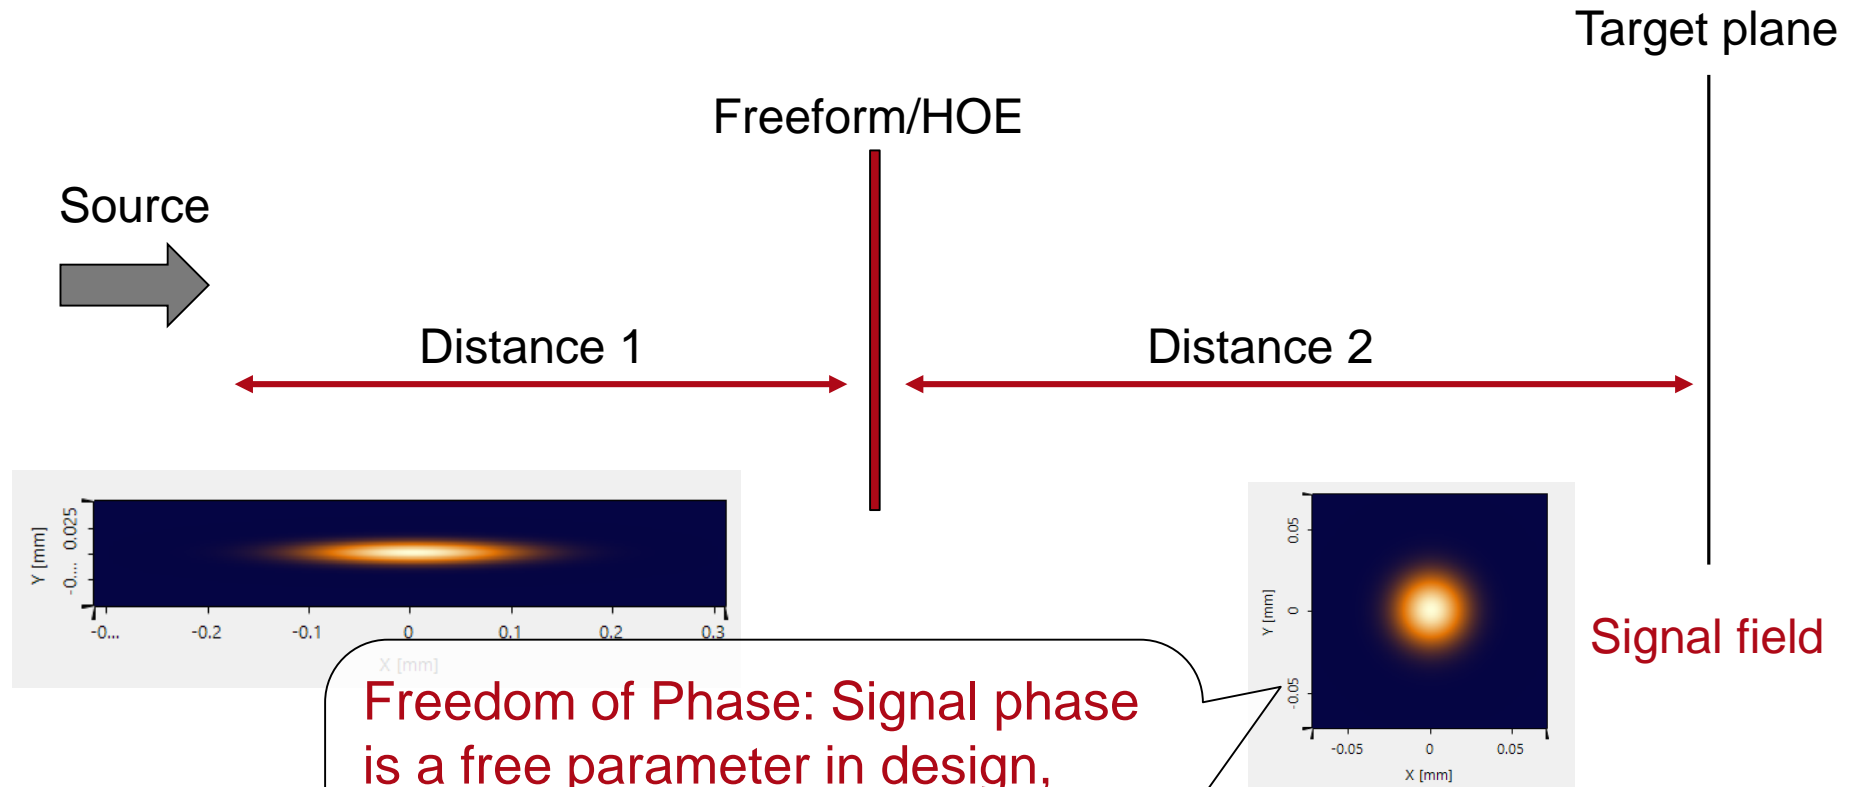 Target plane
Freeform/HOE
Source
Distance 1
Distance 2
Y [mm]
-0.... 0.025
-0... -0.2 -0.1 0 0.1 0.2 0.3
X [mm]
Y [mm]
-0.05 0 0.05
-0.05 0 0.05
X [mm]
Signal field
Freedom of Phase: Signal phase
is a free parameter in design,